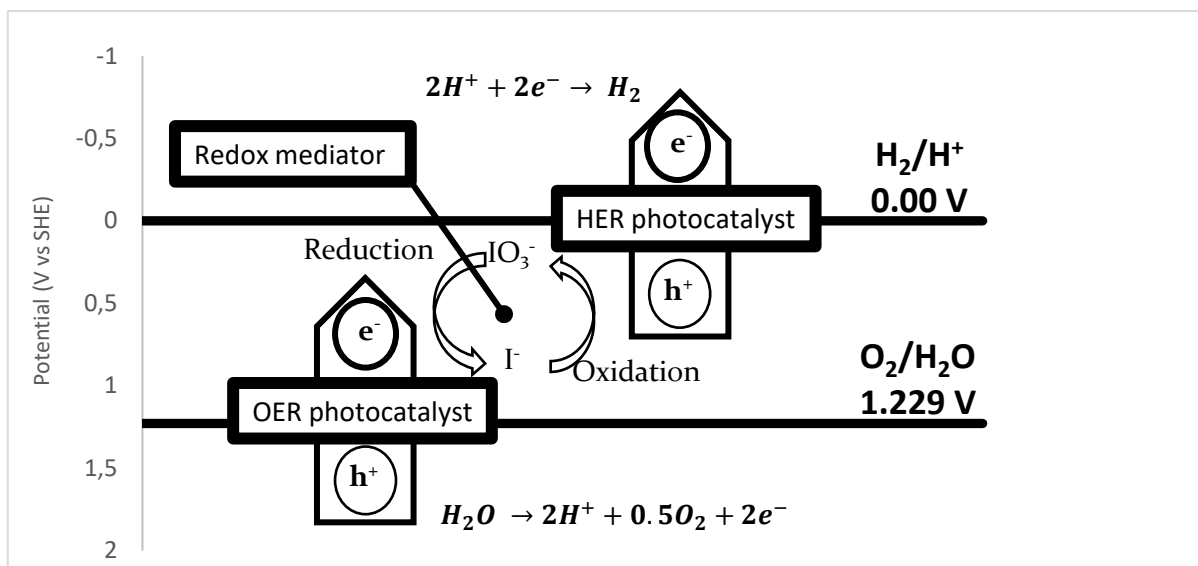 Potential (V vs SHE)
-1
-0,5
0
0,5
1
1,5
2
2H⁺ + 2e⁻ → H₂
Redox mediator
e⁻
H₂/H⁺
0.00 V
HER photocatalyst
Reduction
IO₃⁻
h⁺
e⁻
I⁻
Oxidation
O₂/H₂O
1.229 V
OER photocatalyst
h⁺
H₂O → 2H⁺ + 0.5O₂ + 2e⁻